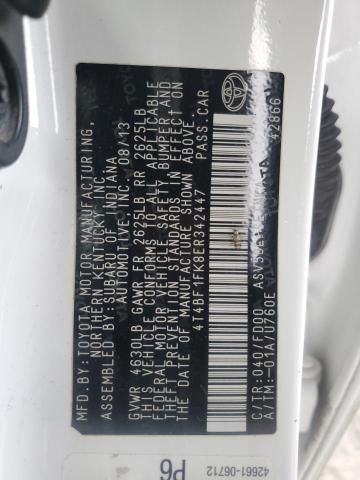 MFD.BY:TOYOTA MOTOR MANUFACTURING,
NORTHERN KENTUCKY, INC.
ASSEMBLED BY:SUBARU OF INDIANA
AUTOMOTIVE, INC. 08/13
GVWR 4630LB GAWR FR 2625LB RR 2625LB
THIS VEHICLE CONFORMS TO ALL APPLICABLE
FEDERAL MOTOR VEHICLE SAFETY, BUMPER AND
THEFT PREVENTION STANDARDS IN EFFECT ON
THE DATE OF MANUFACTURE SHOWN ABOVE.
4T4BF1FK8ER342447 PASS.CAR
C/TR:040/FD00
A/TM:-01A/U760E
42866
TOYOTA
42661-06712
P6